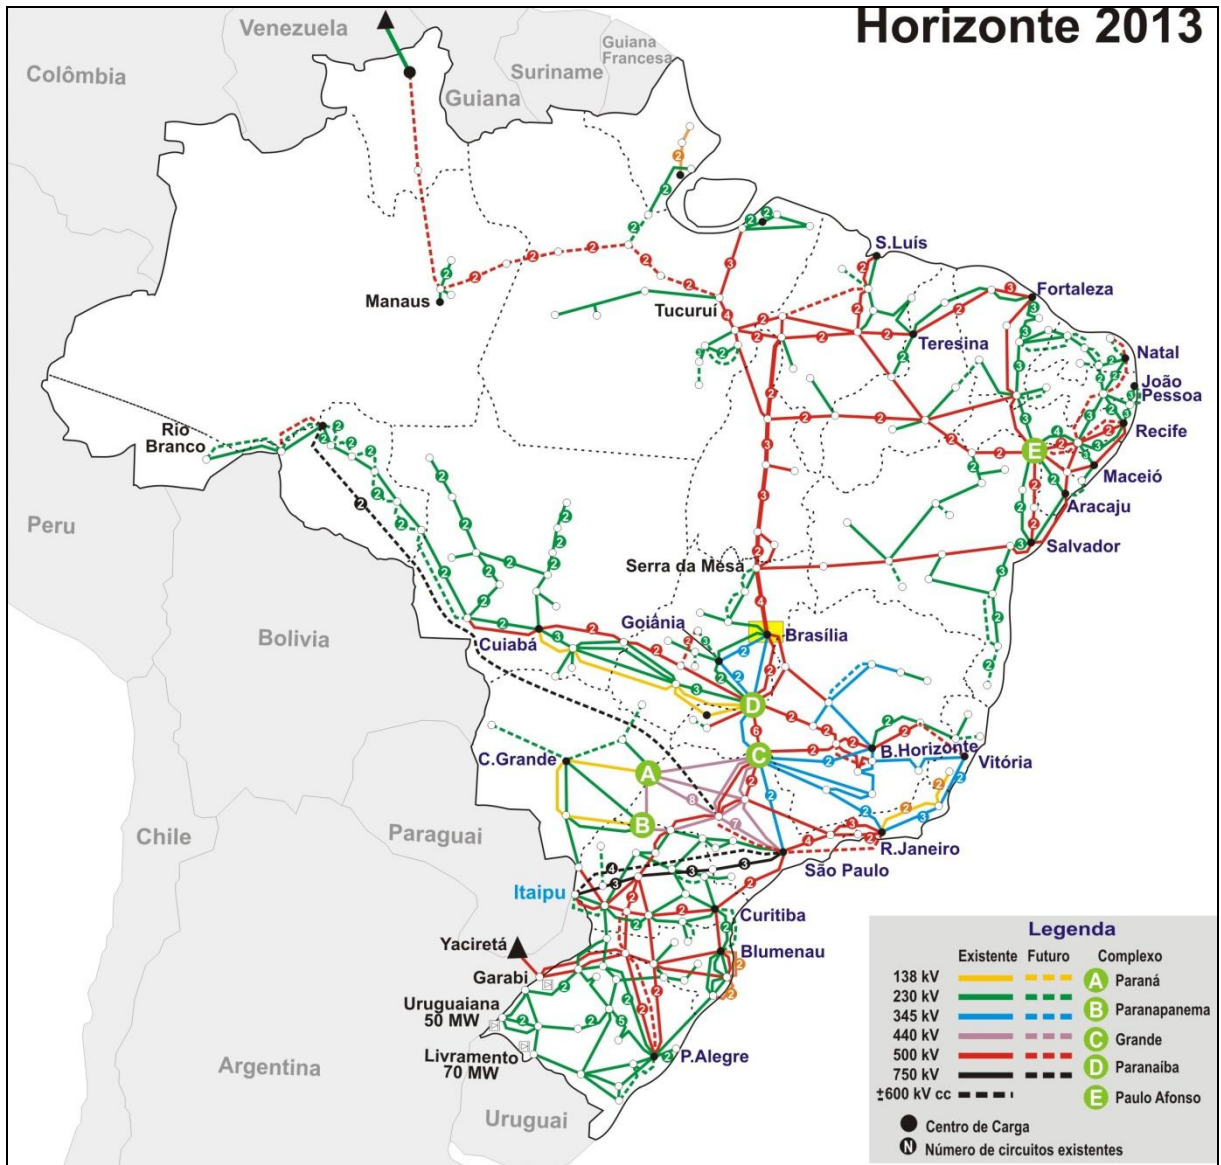 Horizonte 2013
Venezuela
Guiana
Francesa
Suriname
Colômbia
Guiana
S.Luís
Manaus
Tucuruí
Fortaleza
Teresina
Natal
João
Pessoa
Rio
Branco
Recife
E
Maceió
Aracaju
Peru
Salvador
Serra da Mesa
Goiânia
Brasília
Cuiabá
Bolivia
D
C
B.Horizonte
Vitória
C.Grande
A
B
Chile
Paraguai
R.Janeiro
São Paulo
Itaipu
Curitiba
Yaciretá
Blumenau
Garabi
Uruguaiana
50 MW
Livramento
70 MW
P.Alegre
Argentina
Uruguai
Legenda
Existente Futuro Complexo
138 kV A Paraná
230 kV
345 kV B Paranapanema
440 kV C Grande
500 kV D Paranaíba
750 kV
±600 kV cc E Paulo Afonso
Centro de Carga
N Número de circuitos existentes